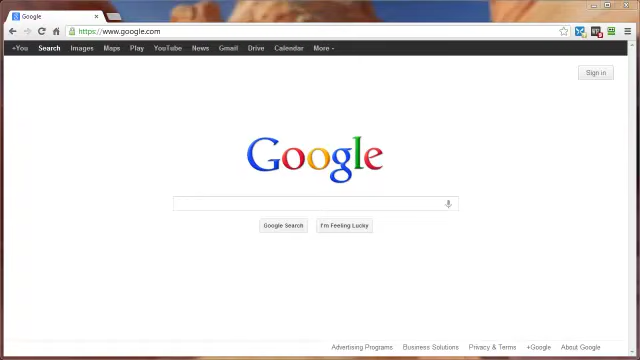 Google
https://www.google.com
+You Search Images Maps Play YouTube News Gmail Drive Calendar More
Sign in
Google
Google Search I'm Feeling Lucky
Advertising Programs Business Solutions Privacy & Terms +Google About Google